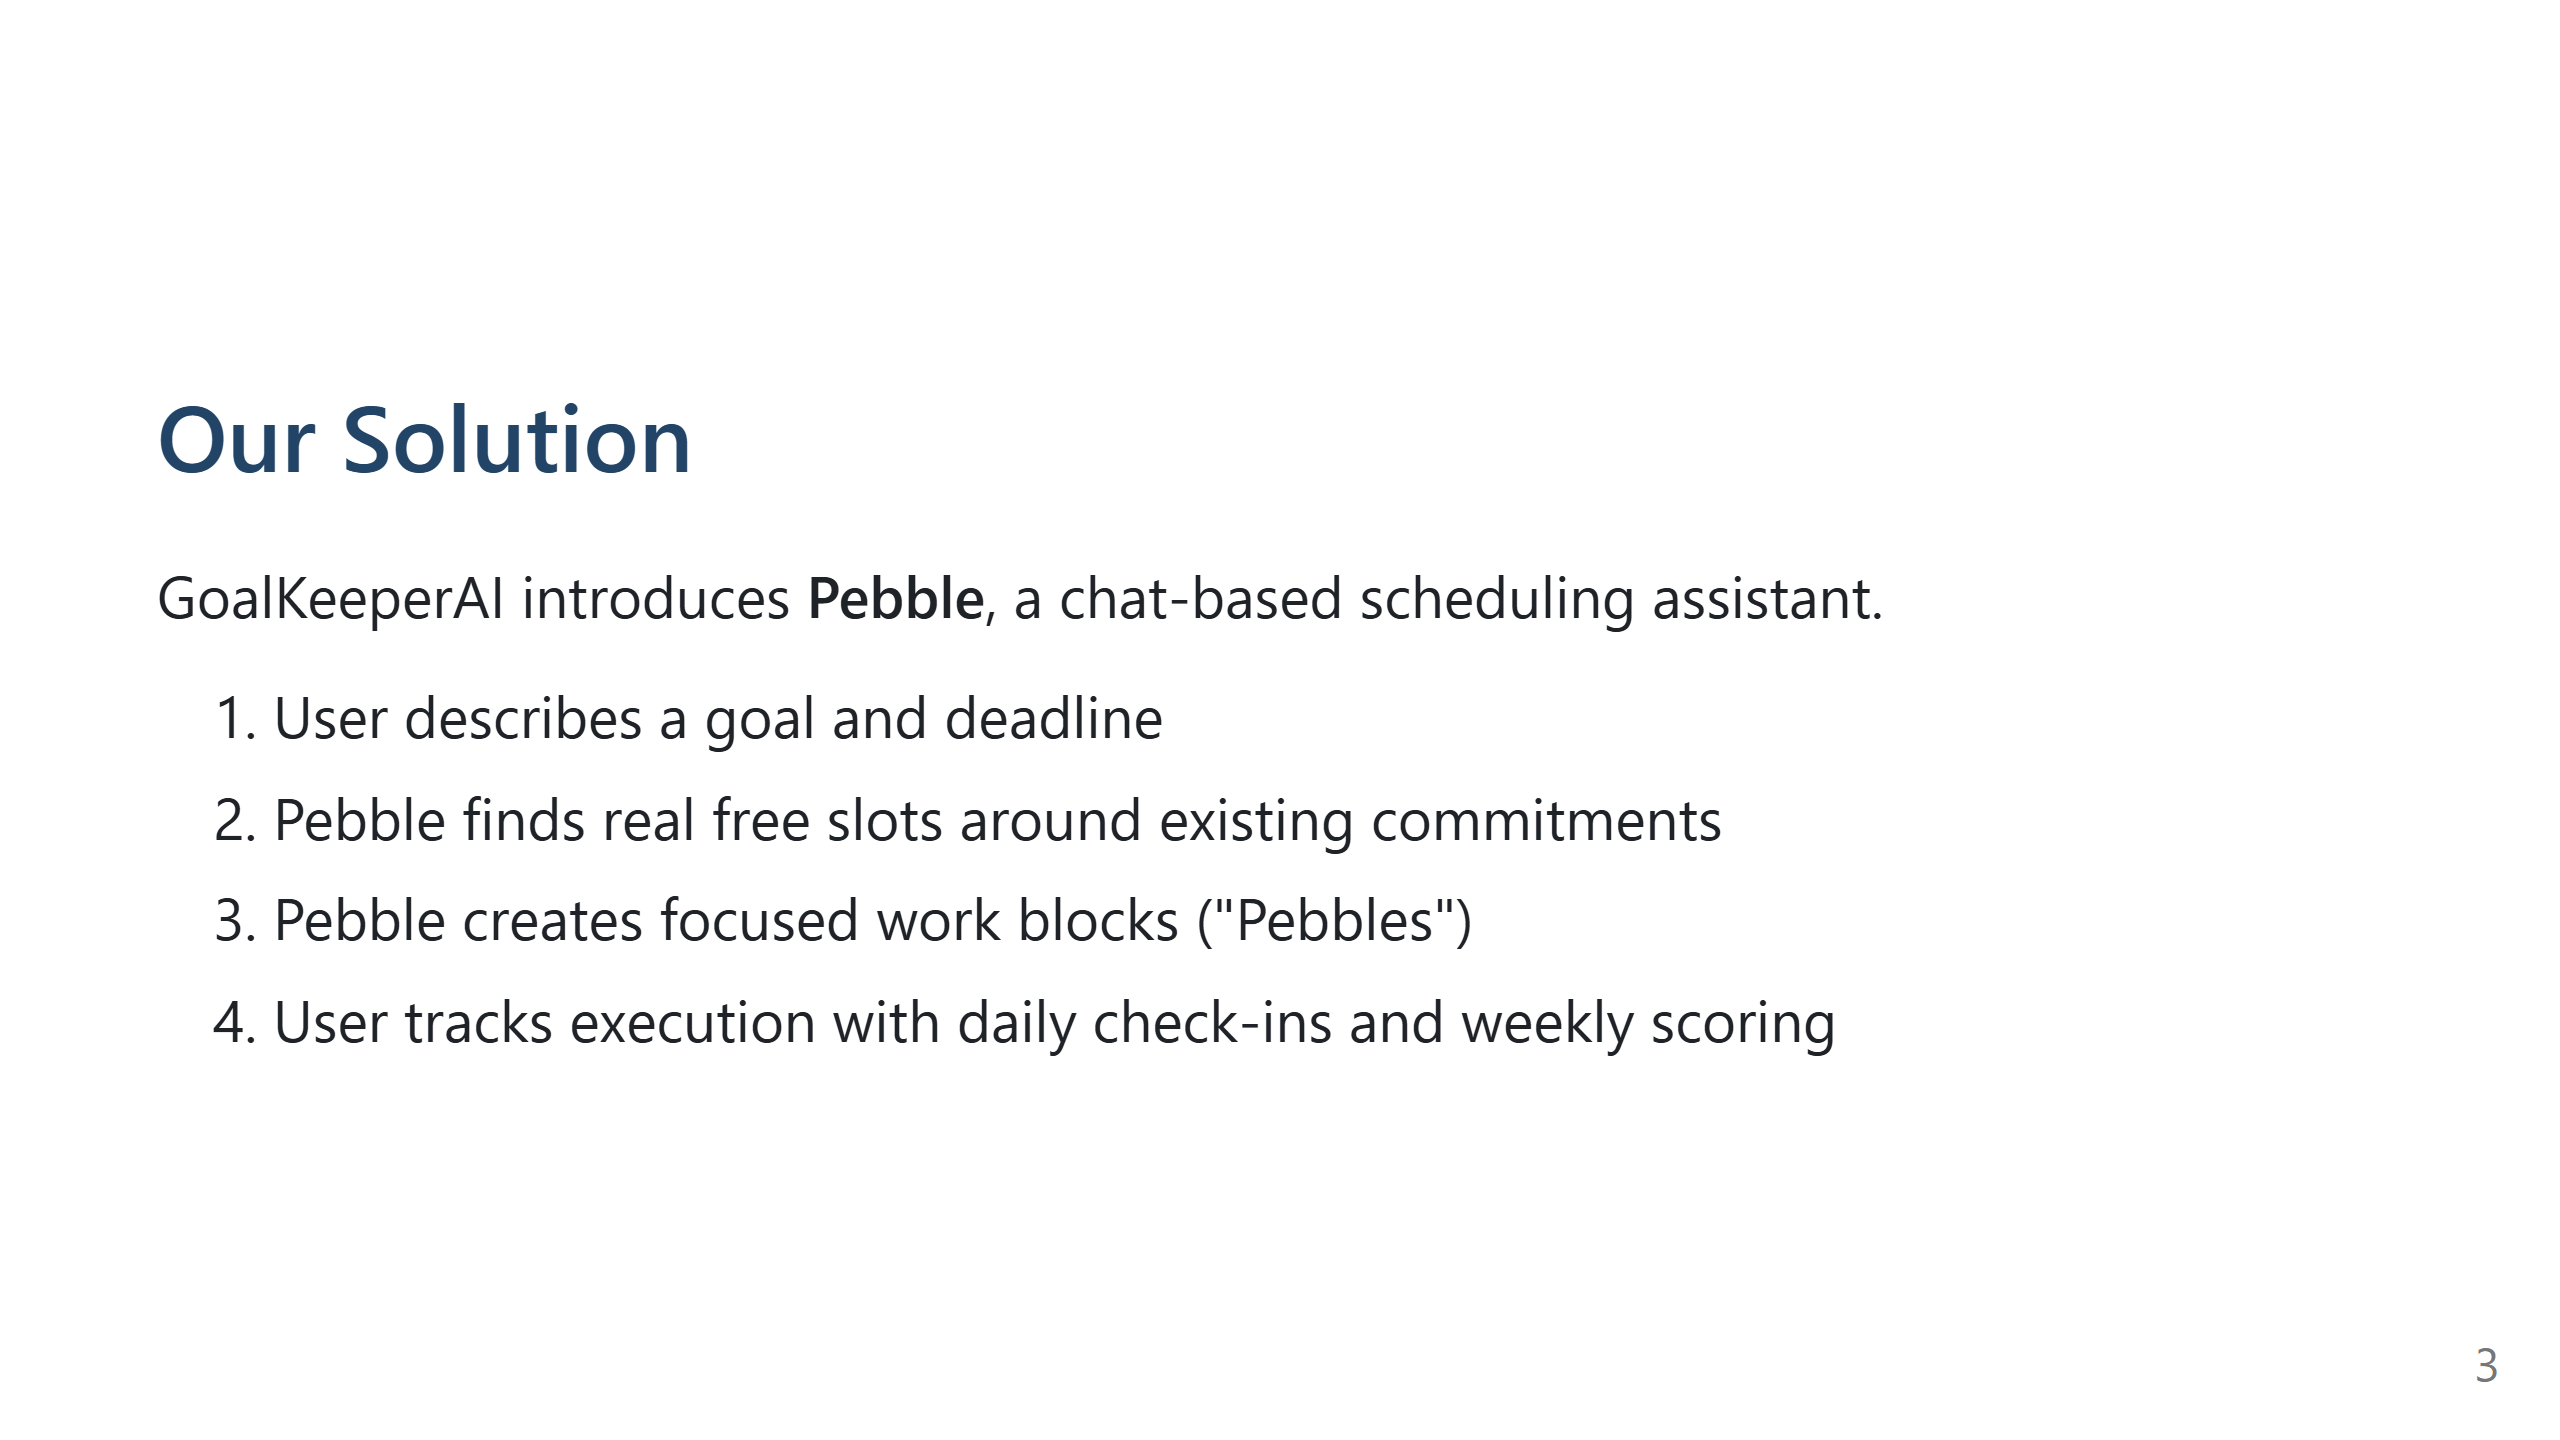 Our Solution
GoalKeeperAI introduces Pebble, a chat-based scheduling assistant.
1. User describes a goal and deadline
2. Pebble finds real free slots around existing commitments
3. Pebble creates focused work blocks ("Pebbles")
4. User tracks execution with daily check-ins and weekly scoring
3